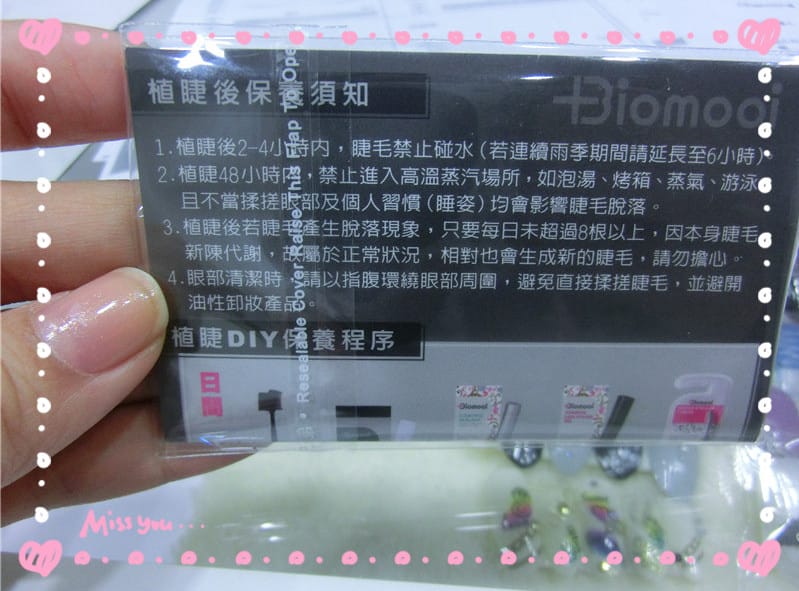 植睫後保養須知
Biomooi
1.植睫後2-4小時內，睫毛禁止碰水(若連續雨季期間請延長至6小時)。
2.植睫48小時內，禁止進入高溫蒸汽場所，如泡湯、烤箱、蒸氣、游泳
且不當揉搓眼部及個人習慣(睡姿)均會影響睫毛脫落。
3.植睫後若睫毛產生脫落現象，只要每日未超過8根以上，因本身睫毛
新陳代謝，故屬於正常狀況，相對也會生成新的睫毛，請勿擔心。
4.眼部清潔時，請以指腹環繞眼部周圍，避免直接揉搓睫毛，並避開
油性卸妝產品。
植睫DIY保養程序
日間
Biomooi
Biomooi
Resealable Cover Raise This Flap To Ope
Miss you...